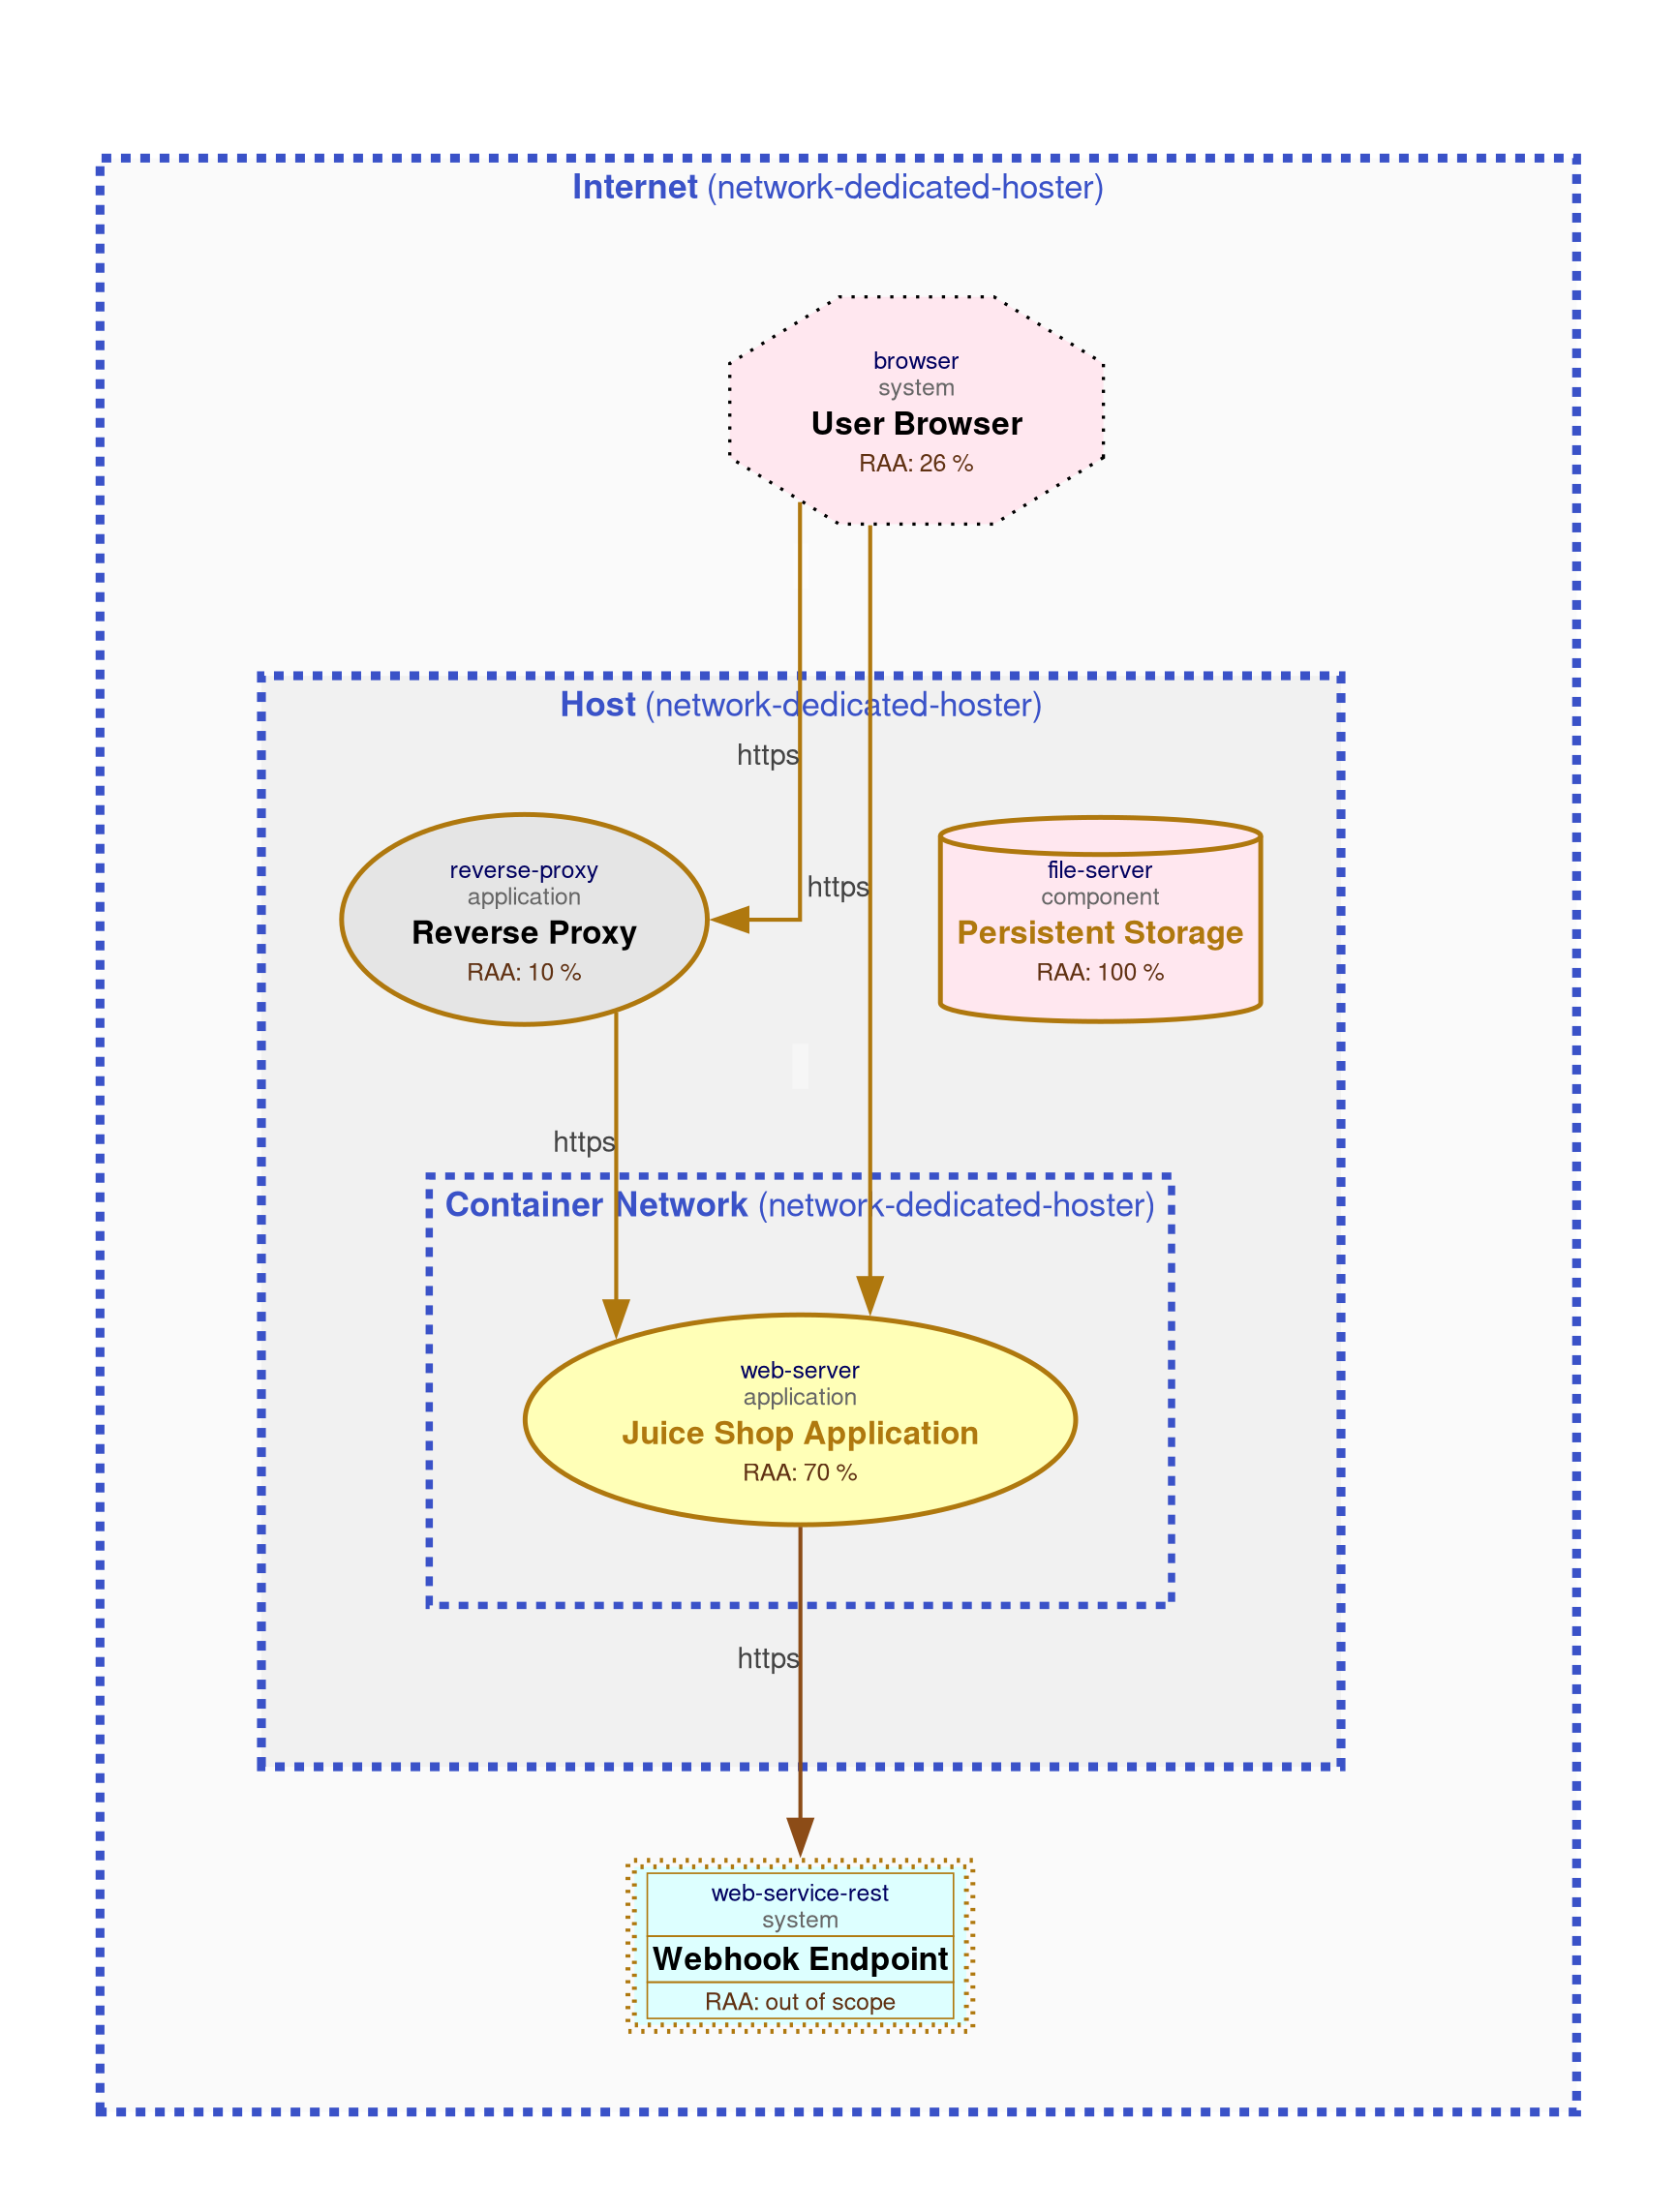 Internet (network-dedicated-hoster)
browser
system
User Browser
RAA: 26 %
Host (network-dedicated-hoster)
https
https
reverse-proxy
application
Reverse Proxy
RAA: 10 %
file-server
component
Persistent Storage
RAA: 100 %
https
Container Network (network-dedicated-hoster)
web-server
application
Juice Shop Application
RAA: 70 %
https
web-service-rest
system
Webhook Endpoint
RAA: out of scope